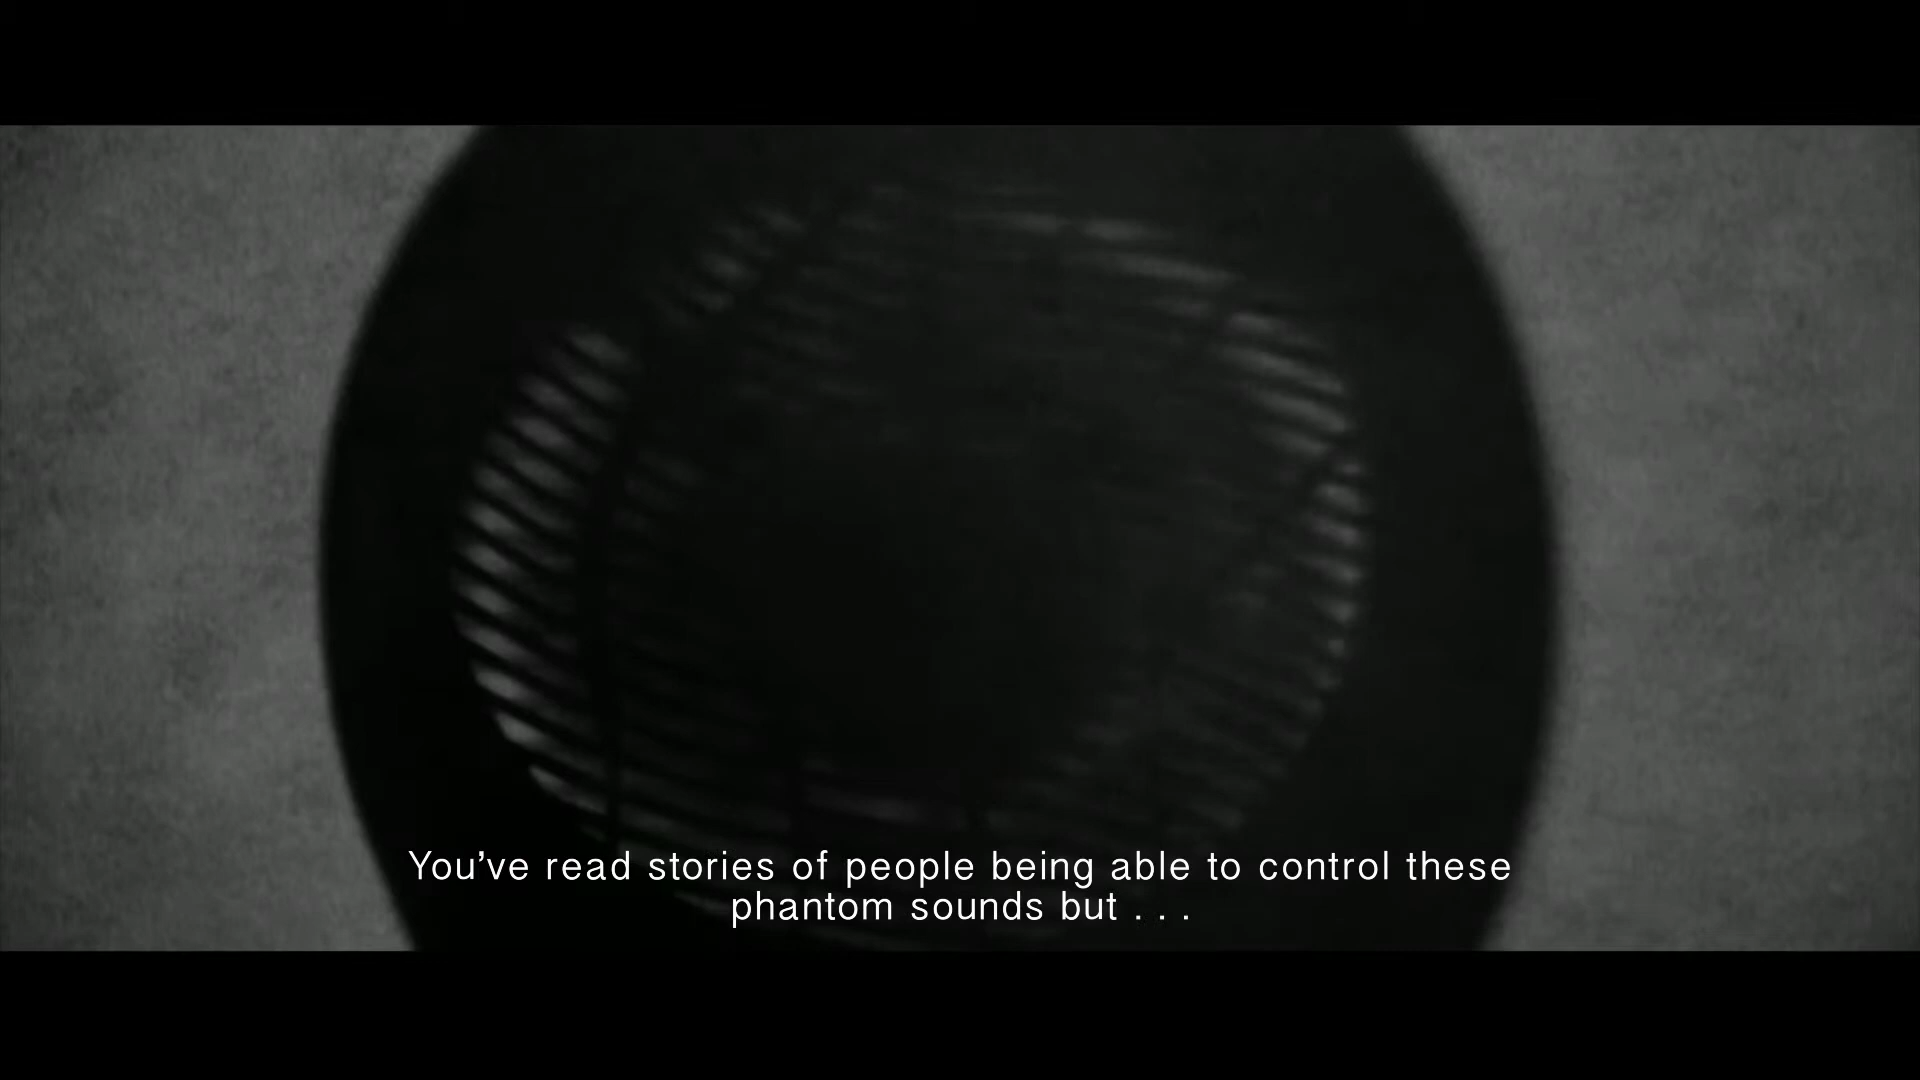 You’ve read stories of people being able to control these
phantom sounds but . . .